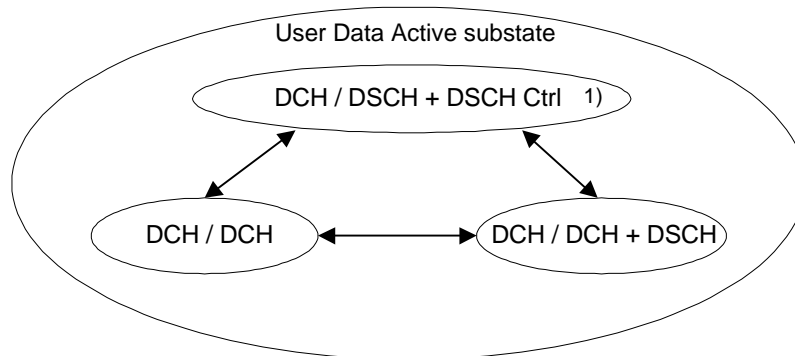 User Data Active substate
DCH / DSCH + DSCH Ctrl 1)
DCH / DCH
DCH / DCH + DSCH